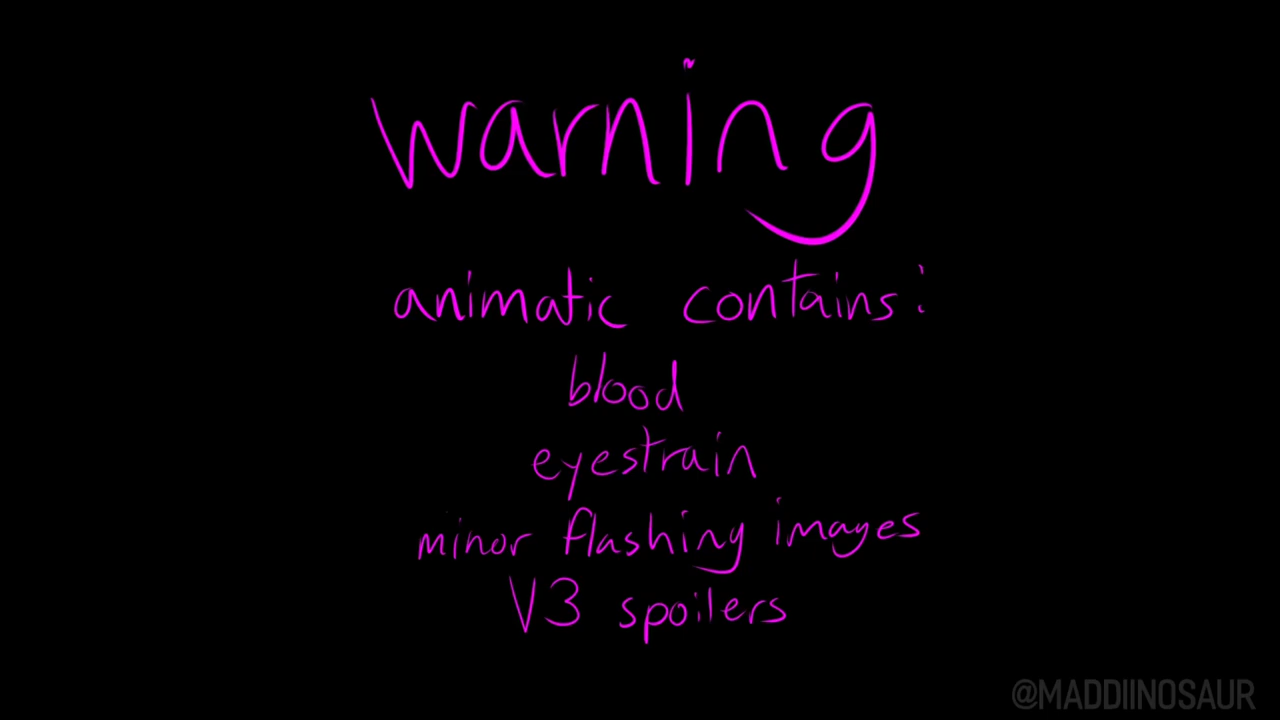 warning
animatic contains:
blood
eyestrain
minor flashing images
V3 spoilers
@MADDIINOSAUR